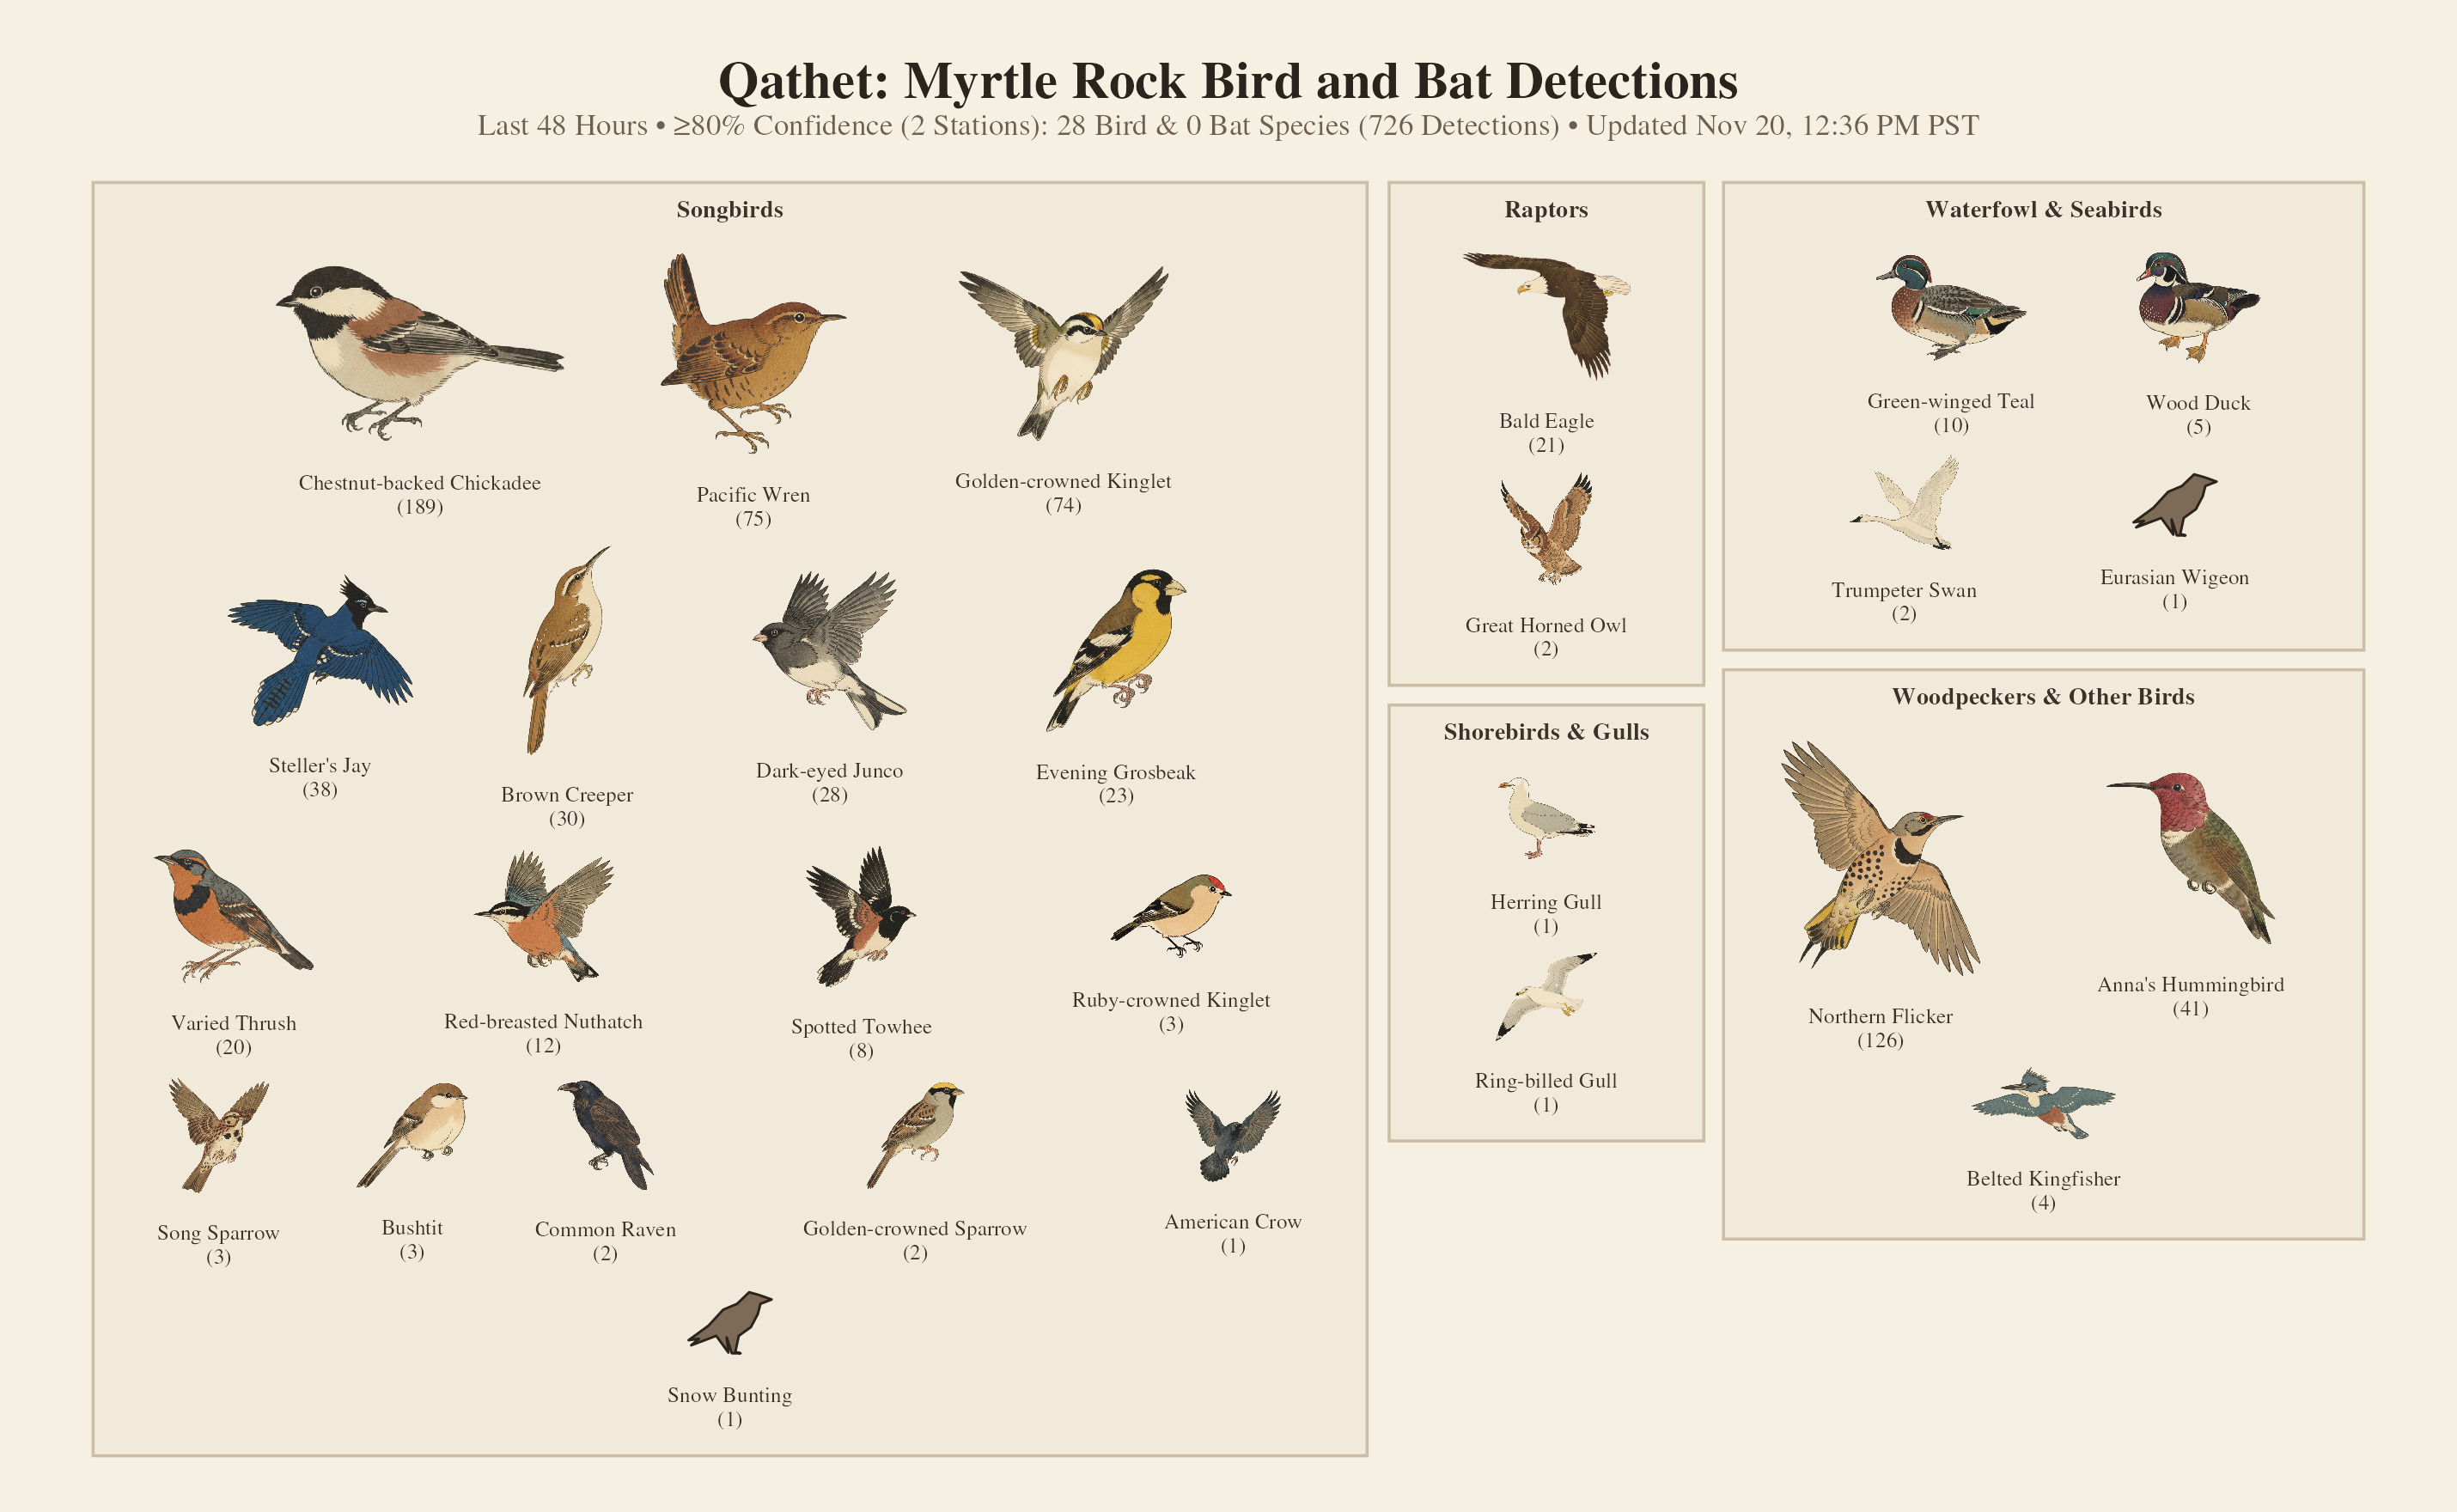 Qathet: Myrtle Rock Bird and Bat Detections
Last 48 Hours • ≥80% Confidence (2 Stations): 28 Bird & 0 Bat Species (726 Detections) • Updated Nov 20, 12:36 PM PST
Songbirds
Chestnut-backed Chickadee
(189)
Pacific Wren
(75)
Golden-crowned Kinglet
(74)
Steller's Jay
(38)
Brown Creeper
(30)
Dark-eyed Junco
(28)
Evening Grosbeak
(23)
Varied Thrush
(20)
Red-breasted Nuthatch
(12)
Spotted Towhee
(8)
Ruby-crowned Kinglet
(3)
Song Sparrow
(3)
Bushtit
(3)
Common Raven
(2)
Golden-crowned Sparrow
(2)
American Crow
(1)
Snow Bunting
(1)
Raptors
Bald Eagle
(21)
Great Horned Owl
(2)
Shorebirds & Gulls
Herring Gull
(1)
Ring-billed Gull
(1)
Waterfowl & Seabirds
Green-winged Teal
(10)
Wood Duck
(5)
Trumpeter Swan
(2)
Eurasian Wigeon
(1)
Woodpeckers & Other Birds
Northern Flicker
(126)
Anna's Hummingbird
(41)
Belted Kingfisher
(4)